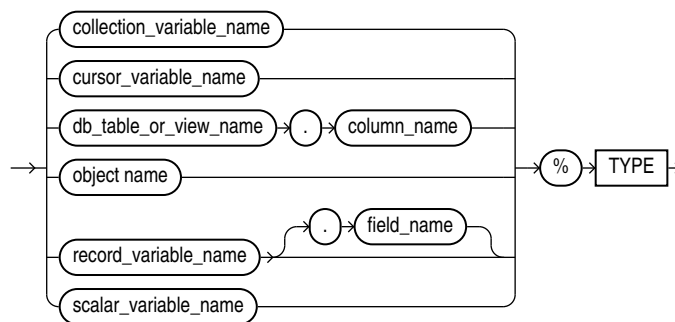 collection_variable_name
cursor_variable_name
db_table_or_view_name . column_name
object name
% TYPE
. field_name
record_variable_name
scalar_variable_name